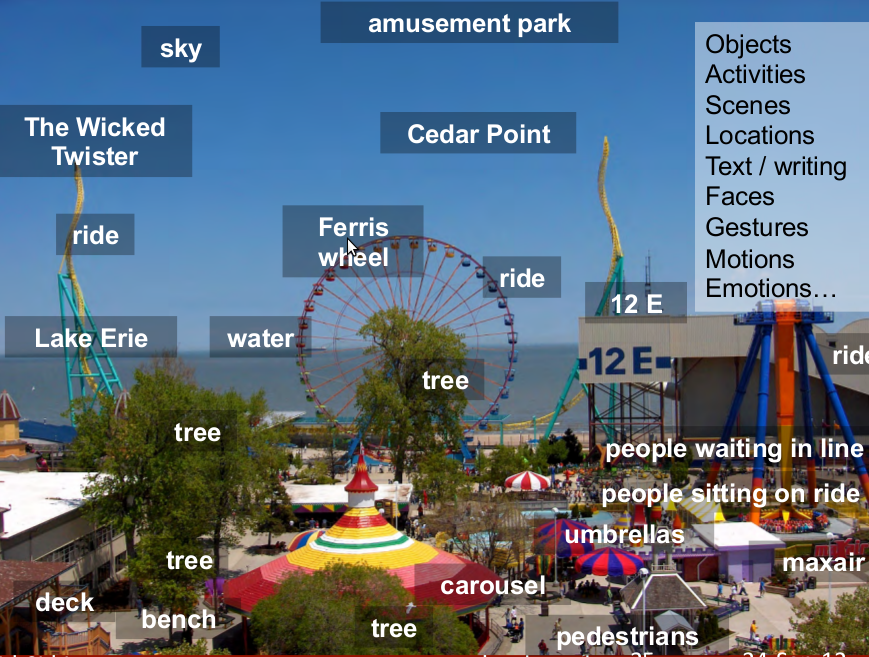 amusement park
sky
Objects
Activities
Scenes
Locations
Text / writing
Faces
Gestures
Motions
Emotions…
The Wicked
Twister
Cedar Point
ride
Ferris
wheel
ride
12 E
Lake Erie
water
12 E
ride
tree
tree
people waiting in line
people sitting on ride
umbrellas
tree
maxair
carousel
deck
bench
tree
pedestrians